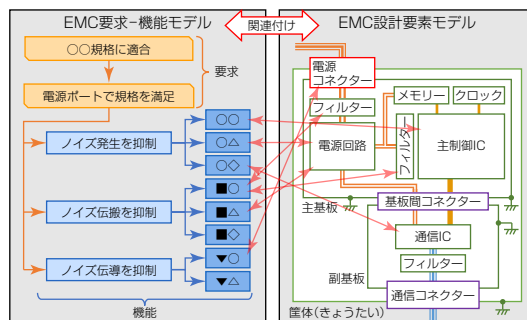 EMC要求−機能モデル
関連付け
EMC設計要素モデル
〇〇規格に適合
要求
電源ポートで規格を満足
ノイズ発生を抑制
ノイズ伝搬を抑制
ノイズ伝導を抑制
〇〇
〇△
〇◇
■〇
■△
■◇
▼〇
▼△
機能
電源
コネクター
フィルター
電源回路
メモリー
クロック
フィルター
主制御IC
主基板
基板間コネクター
通信IC
副基板
フィルター
通信コネクター
筐体(きょうたい)